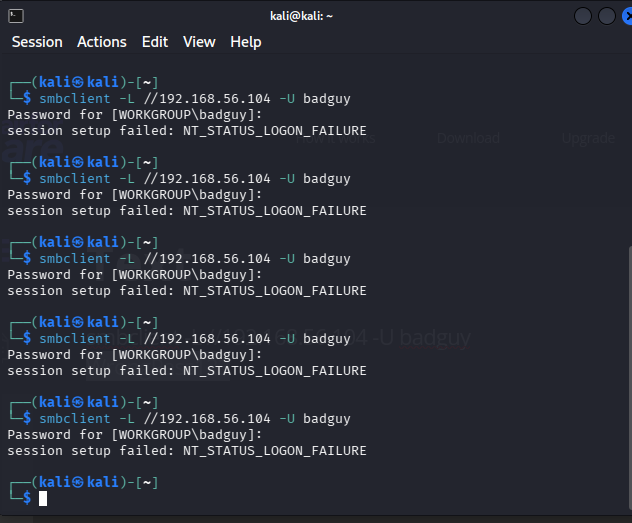 kali@kali: ~
Session Actions Edit View Help
┌──(kali㉿kali)-[~]
└─$ smbclient -L //192.168.56.104 -U badguy
Password for [WORKGROUP\badguy]:
session setup failed: NT_STATUS_LOGON_FAILURE
┌──(kali㉿kali)-[~]
└─$ smbclient -L //192.168.56.104 -U badguy
Password for [WORKGROUP\badguy]:
session setup failed: NT_STATUS_LOGON_FAILURE
┌──(kali㉿kali)-[~]
└─$ smbclient -L //192.168.56.104 -U badguy
Password for [WORKGROUP\badguy]:
session setup failed: NT_STATUS_LOGON_FAILURE
┌──(kali㉿kali)-[~]
└─$ smbclient -L //192.168.56.104 -U badguy
Password for [WORKGROUP\badguy]:
session setup failed: NT_STATUS_LOGON_FAILURE
┌──(kali㉿kali)-[~]
└─$ smbclient -L //192.168.56.104 -U badguy
Password for [WORKGROUP\badguy]:
session setup failed: NT_STATUS_LOGON_FAILURE
┌──(kali㉿kali)-[~]
└─$
Download Upgrade
-U badguy